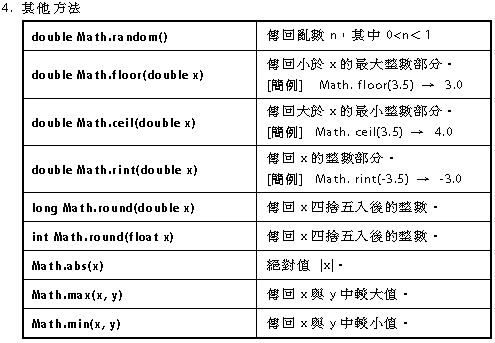 4. 其他方法
double Math.random()
傳回亂數 n，其中 0<n< 1
double Math.floor(double x)
傳回小於 x 的最大整數部分。
[簡例] Math. floor(3.5) → 3.0
double Math.ceil(double x)
傳回大於 x 的最小整數部分。
[簡例] Math. ceil(3.5) → 4.0
double Math.rint(double x)
傳回 x 的整數部分。
[簡例] Math. rint(-3.5) → -3.0
long Math.round(double x)
傳回 x 四捨五入後的整數。
int Math.round(float x)
傳回 x 四捨五入後的整數。
Math.abs(x)
絕對值 |x|。
Math.max(x, y)
傳回 x 與 y 中較大值。
Math.min(x, y)
傳回 x 與 y 中較小值。